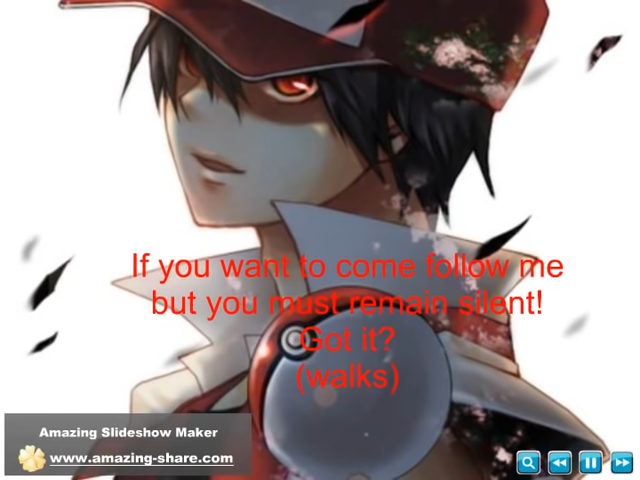 If you want to come follow me
but you must remain silent!
Got it?
(walks)
Amazing Slideshow Maker
www.amazing-share.com